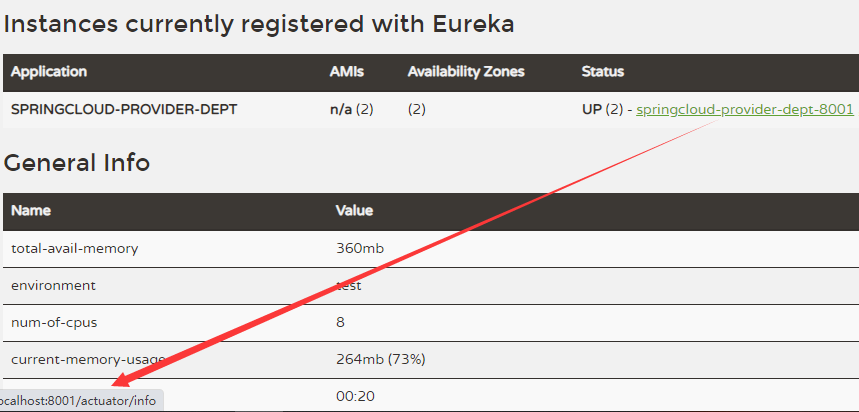 Instances currently registered with Eureka
Application AMIs Availability Zones Status
SPRINGCLOUD-PROVIDER-DEPT n/a (2) (2) UP (2) - springcloud-provider-dept-8001
General Info
Name Value
total-avail-memory 360mb
environment test
num-of-cpus 8
current-memory-usage 264mb (73%)
ocalhost:8001/actuator/info 00:20